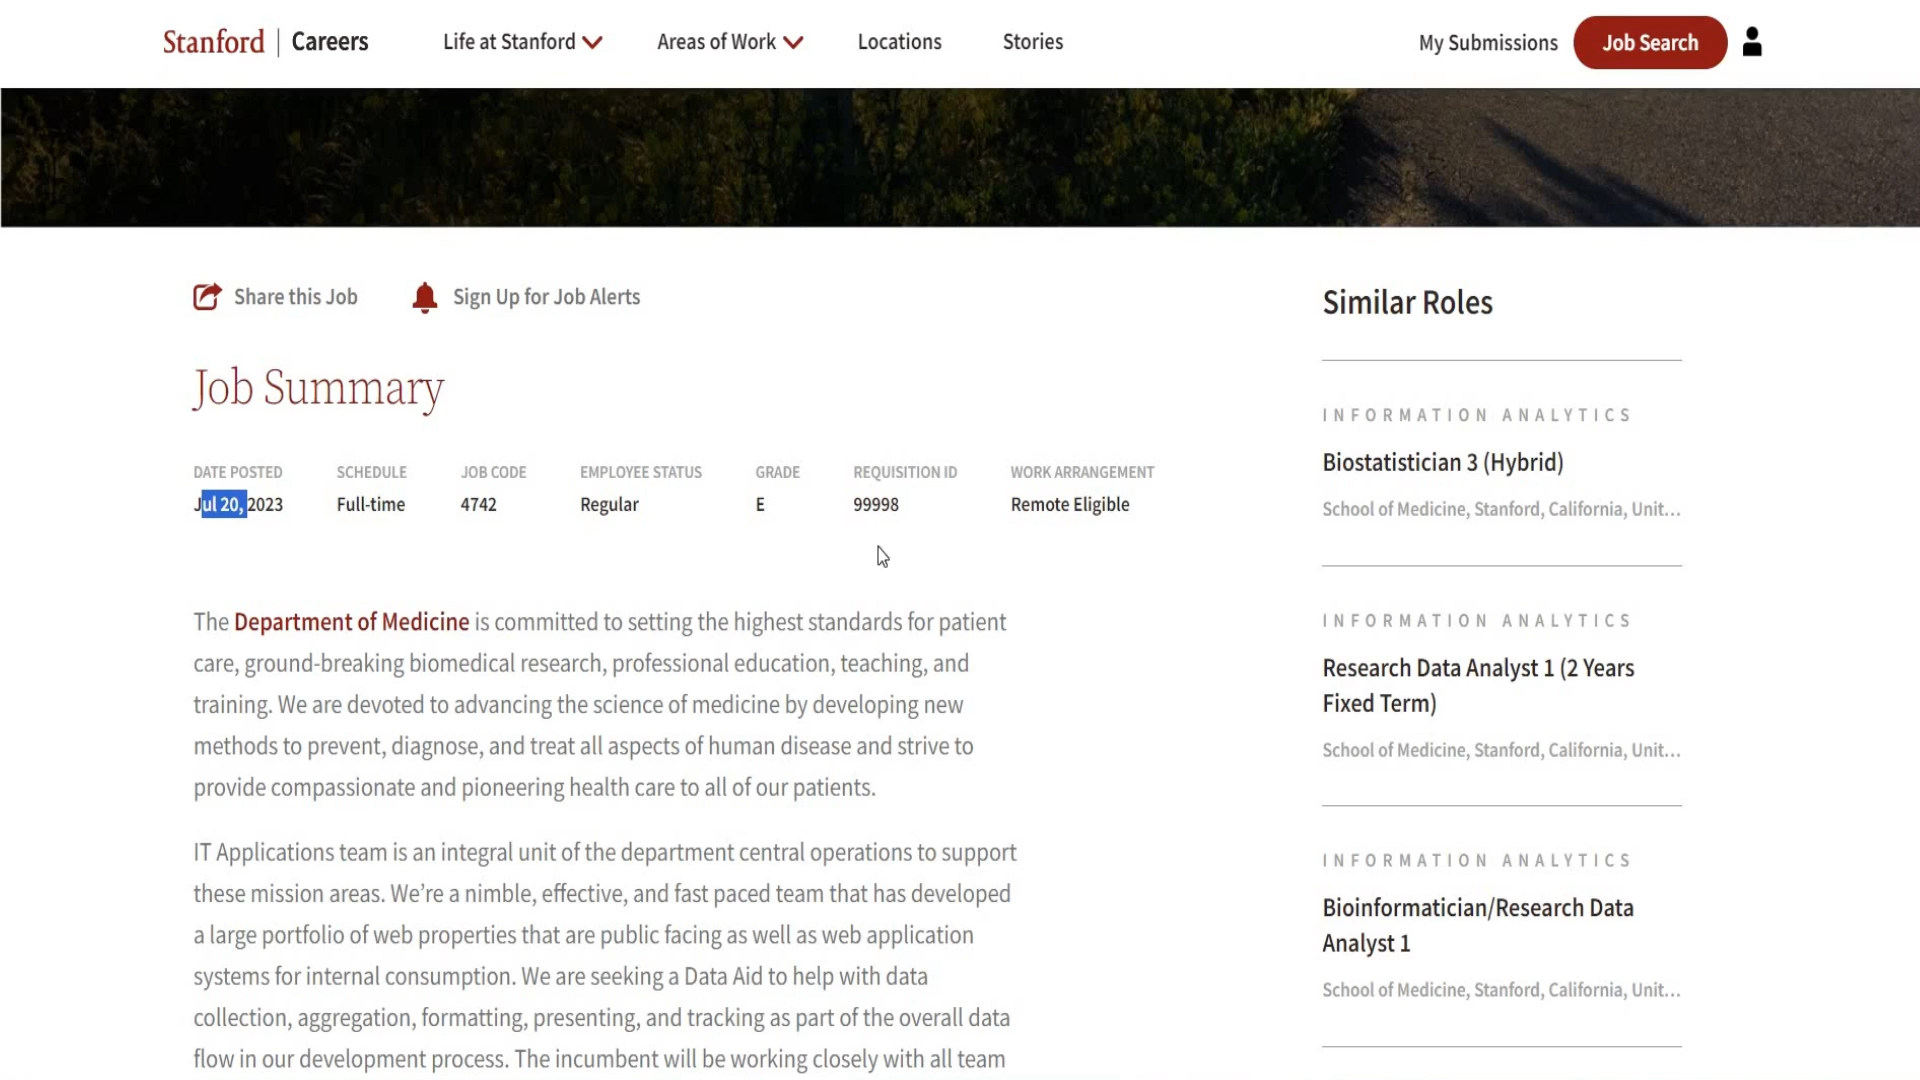 Stanford | Careers Life at Stanford Areas of Work Locations Stories My Submissions Job Search
Share this Job Sign Up for Job Alerts
Job Summary
DATE POSTED SCHEDULE JOB CODE EMPLOYEE STATUS GRADE REQUISITION ID WORK ARRANGEMENT
Jul 20, 2023 Full-time 4742 Regular E 99998 Remote Eligible
The Department of Medicine is committed to setting the highest standards for patient
care, ground-breaking biomedical research, professional education, teaching, and
training. We are devoted to advancing the science of medicine by developing new
methods to prevent, diagnose, and treat all aspects of human disease and strive to
provide compassionate and pioneering health care to all of our patients.
IT Applications team is an integral unit of the department central operations to support
these mission areas. We’re a nimble, effective, and fast paced team that has developed
a large portfolio of web properties that are public facing as well as web application
systems for internal consumption. We are seeking a Data Aid to help with data
collection, aggregation, formatting, presenting, and tracking as part of the overall data
flow in our development process. The incumbent will be working closely with all team
Similar Roles
INFORMATION ANALYTICS
Biostatistician 3 (Hybrid)
School of Medicine, Stanford, California, Unit...
INFORMATION ANALYTICS
Research Data Analyst 1 (2 Years
Fixed Term)
School of Medicine, Stanford, California, Unit...
INFORMATION ANALYTICS
Bioinformatician/Research Data
Analyst 1
School of Medicine, Stanford, California, Unit...